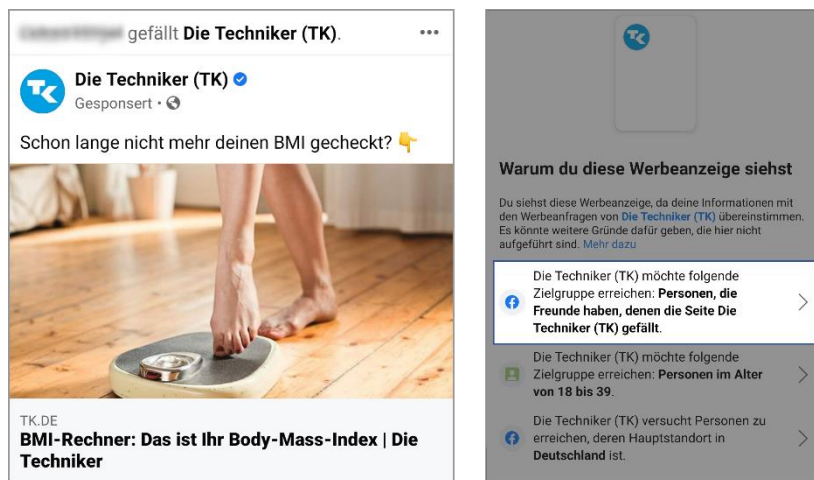 gefällt Die Techniker (TK).
Die Techniker (TK)
Gesponsert •
Schon lange nicht mehr deinen BMI gecheckt? 👇
TK.DE
BMI-Rechner: Das ist Ihr Body-Mass-Index | Die
Techniker
TK
Warum du diese Werbeanzeige siehst
Du siehst diese Werbeanzeige, da deine Informationen mit
den Werbeanfragen von Die Techniker (TK) übereinstimmen.
Es könnte weitere Gründe dafür geben, die hier nicht
aufgeführt sind. Mehr dazu
Die Techniker (TK) möchte folgende
Zielgruppe erreichen: Personen, die
Freunde haben, denen die Seite Die
Techniker (TK) gefällt.
Die Techniker (TK) möchte folgende
Zielgruppe erreichen: Personen im Alter
von 18 bis 39.
Die Techniker (TK) versucht Personen zu
erreichen, deren Hauptstandort in
Deutschland ist.